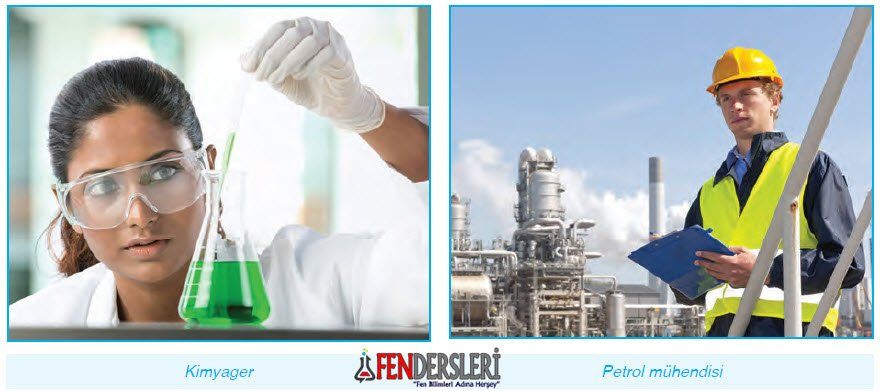 Kimyager
FENDERSLERİ
"Fen Bilimleri Adına Herşey"
Petrol mühendisi